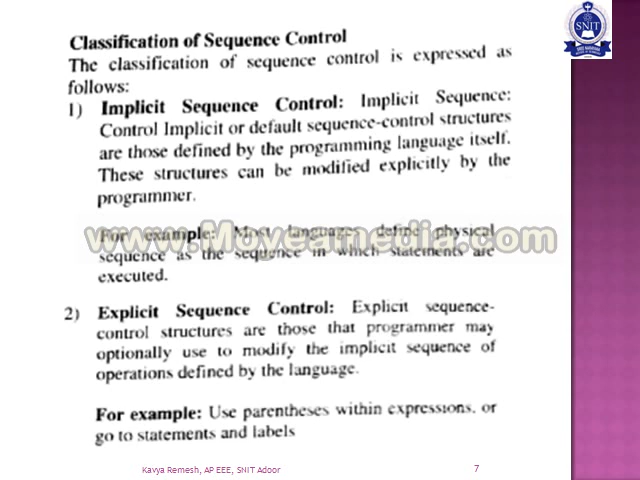 SNIT
Classification of Sequence Control
The classification of sequence control is expressed as
follows:
1) Implicit Sequence Control: Implicit Sequence:
Control Implicit or default sequence-control structures
are those defined by the programming language itself.
These structures can be modified explicitly by the
programmer.
For example: Most languages define physical
sequence as the sequence in which statements are
executed.
www.Moyeamedia.com
2) Explicit Sequence Control: Explicit sequence-
control structures are those that programmer may
optionally use to modify the implicit sequence of
operations defined by the language.
For example: Use parentheses within expressions. or
go to statements and labels
Kavya Remesh, AP EEE, SNIT Adoor
7